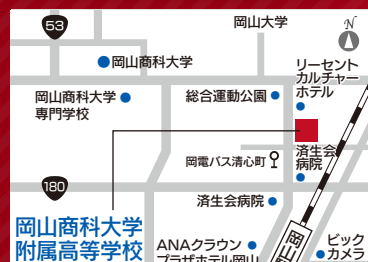 53
岡山大学
N
岡山商科大学
リーセント
カルチャー
ホテル
岡山商科大学
専門学校
総合運動公園
岡電バス清心町
済生会
病院
180
済生会病院
岡山商科大学
附属高等学校
ANAクラウン
プラザホテル岡山
岡山
ビック
カメラ